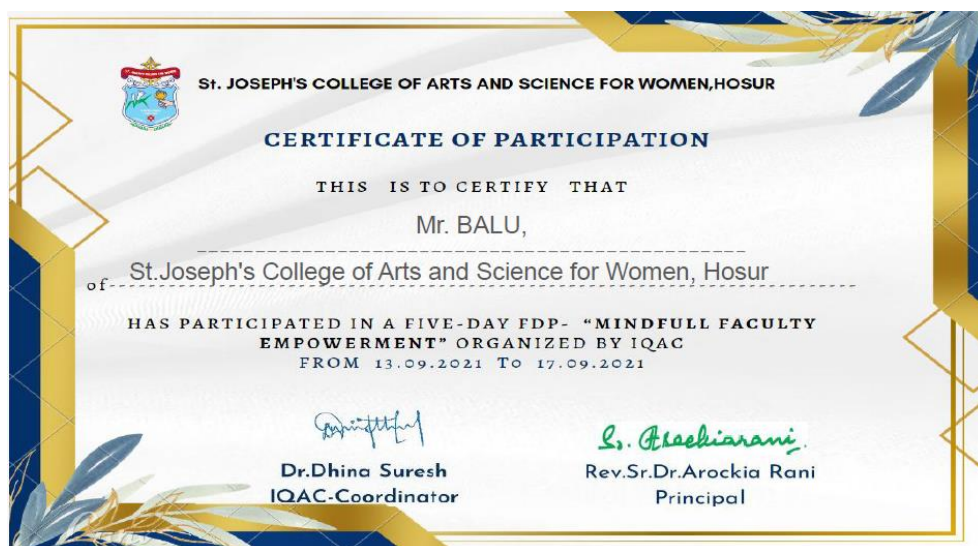 St. JOSEPH'S COLLEGE OF ARTS AND SCIENCE FOR WOMEN,HOSUR
CERTIFICATE OF PARTICIPATION
THIS IS TO CERTIFY THAT
Mr. BALU,
of St.Joseph's College of Arts and Science for Women, Hosur
HAS PARTICIPATED IN A FIVE-DAY FDP- “MINDFULL FACULTY
EMPOWERMENT” ORGANIZED BY IQAC
FROM 13.09.2021 TO 17.09.2021
Dr.Dhina Suresh
IQAC-Coordinator
Rev.Sr.Dr.Arockia Rani
Principal